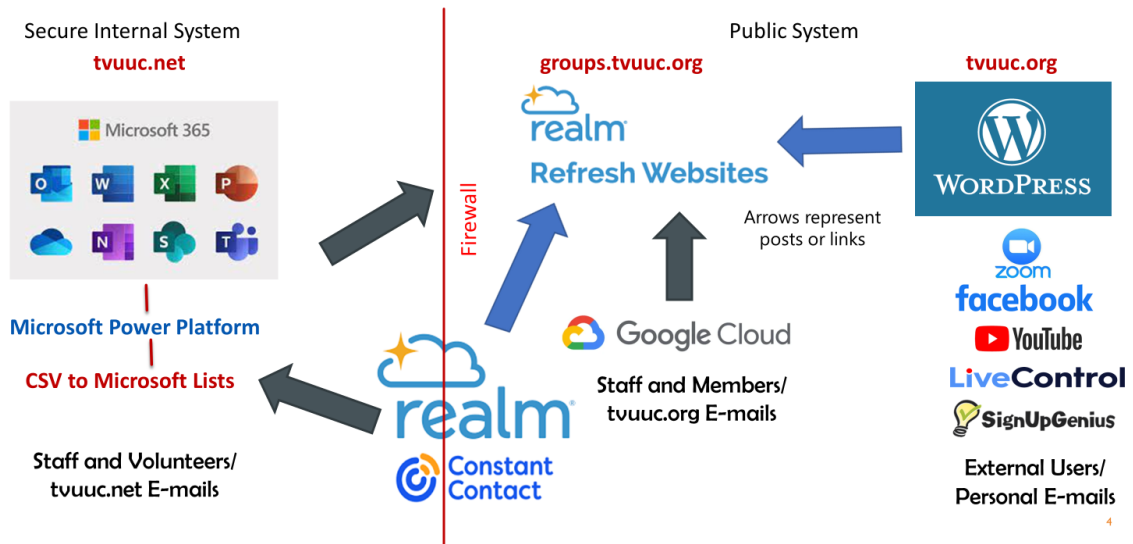 Secure Internal System
tvuuc.net
Microsoft 365
O W X P
N S T
Microsoft Power Platform
CSV to Microsoft Lists
Staff and Volunteers/
tvuuc.net E-mails
Firewall
realm®
Constant
Contact
Public System
groups.tvuuc.org
realm
Refresh Websites
Google Cloud
Staff and Members/
tvuuc.org E-mails
Arrows represent
posts or links
tvuuc.org
W
WORDPRESS
zoom
facebook
YouTube
LiveControl
SignUpGenius
External Users/
Personal E-mails
4